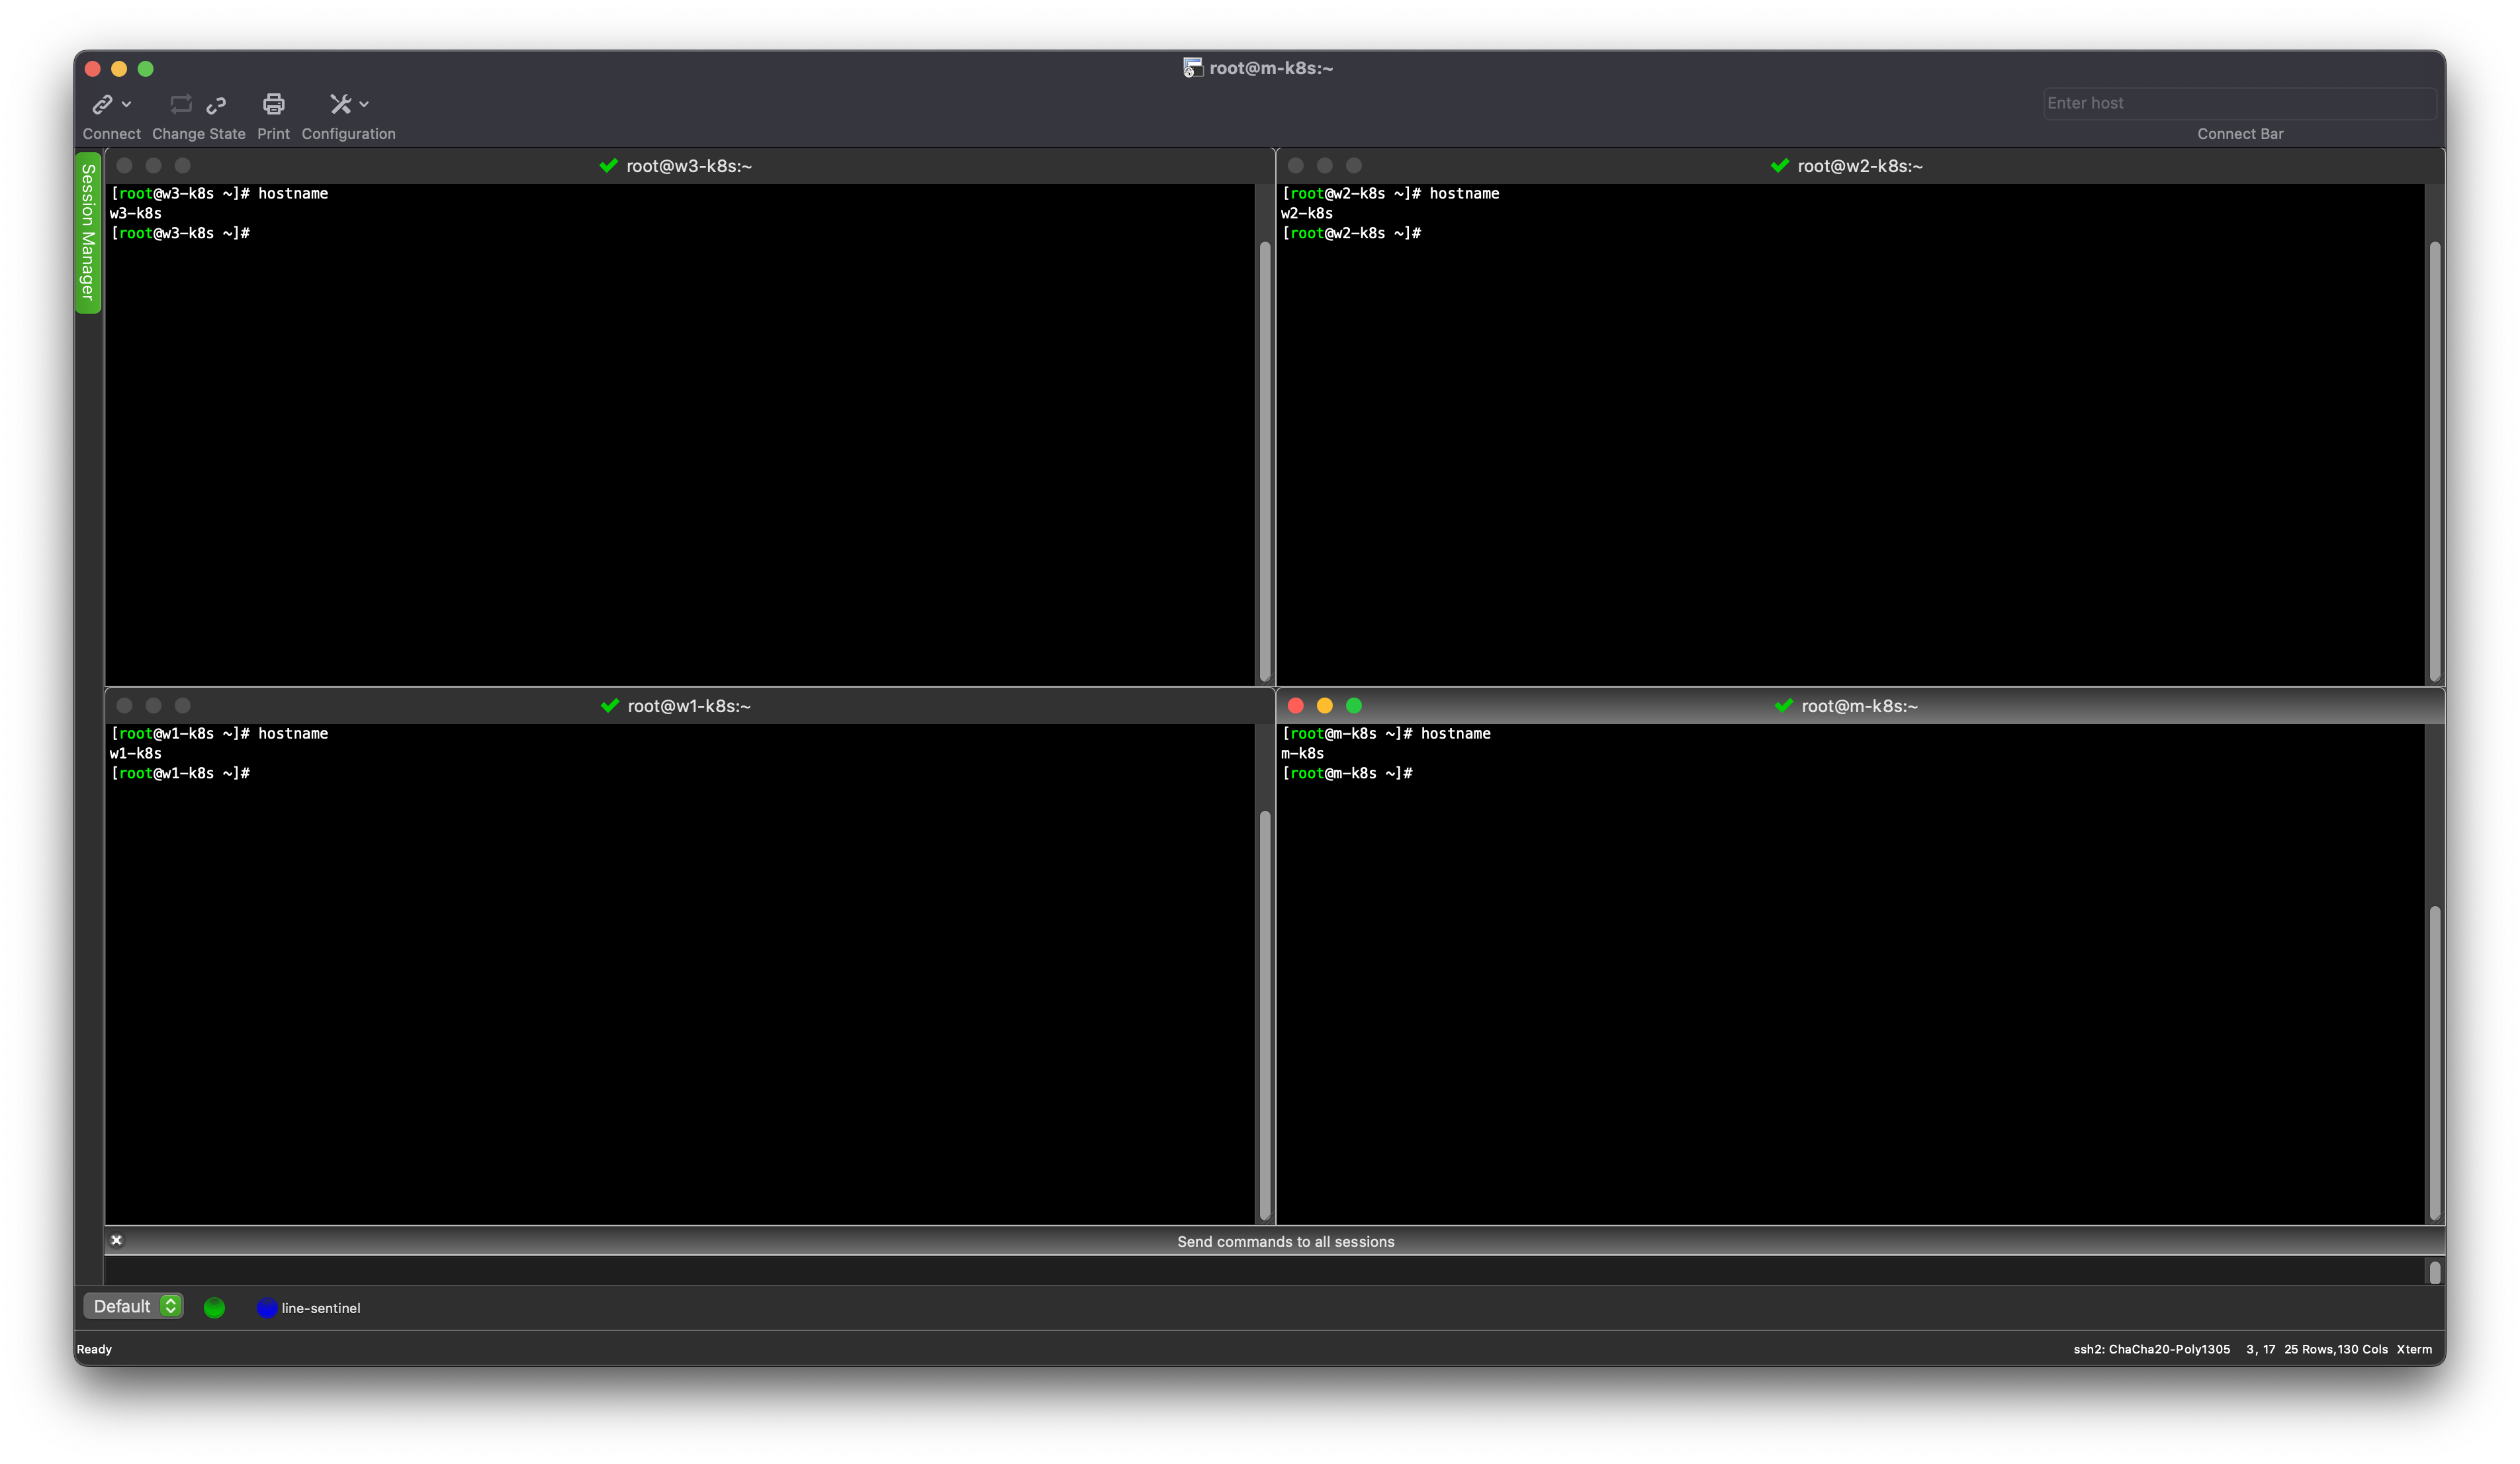 root@m-k8s:~
Connect
Change State
Print
Configuration
Enter host
Connect Bar
Session Manager
root@w3-k8s:~
[root@w3-k8s ~]# hostname
w3-k8s
[root@w3-k8s ~]#
root@w2-k8s:~
[root@w2-k8s ~]# hostname
w2-k8s
[root@w2-k8s ~]#
root@w1-k8s:~
[root@w1-k8s ~]# hostname
w1-k8s
[root@w1-k8s ~]#
root@m-k8s:~
[root@m-k8s ~]# hostname
m-k8s
[root@m-k8s ~]#
Send commands to all sessions
Default
line-sentinel
Ready
ssh2: ChaCha20-Poly1305 3, 17 25 Rows,130 Cols Xterm